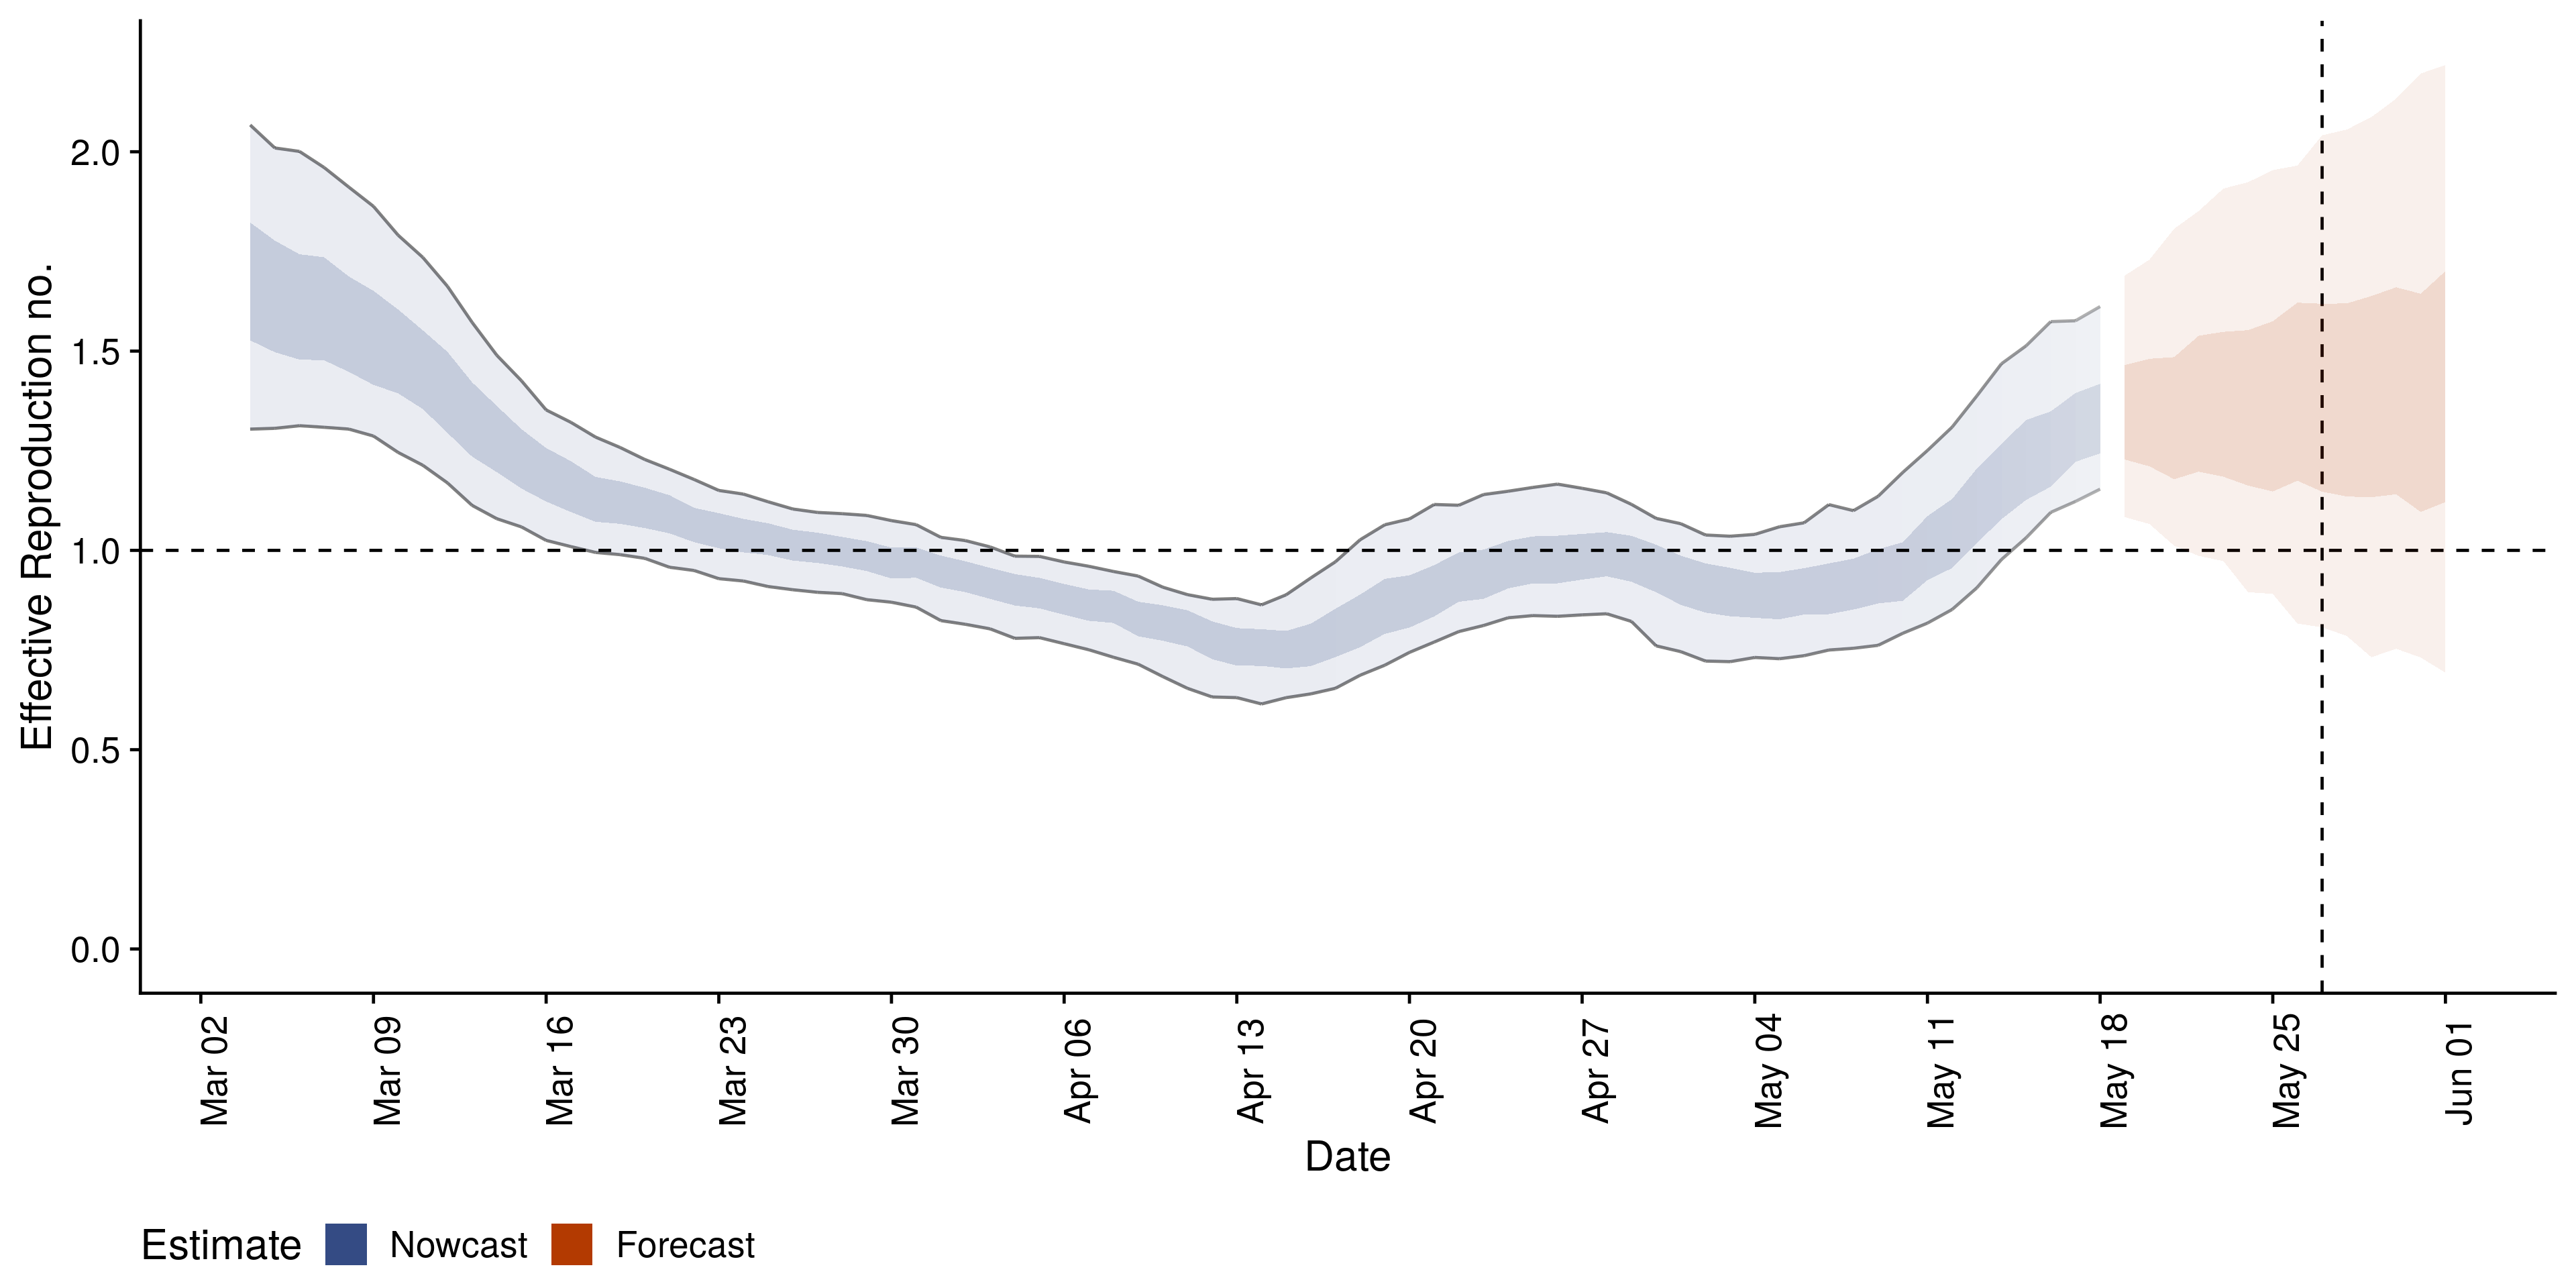 Effective Reproduction no.
2.0
1.5
1.0
0.5
0.0
Mar 02
Mar 09
Mar 16
Mar 23
Mar 30
Apr 06
Apr 13
Apr 20
Apr 27
May 04
May 11
May 18
May 25
Jun 01
Date
Estimate Nowcast Forecast